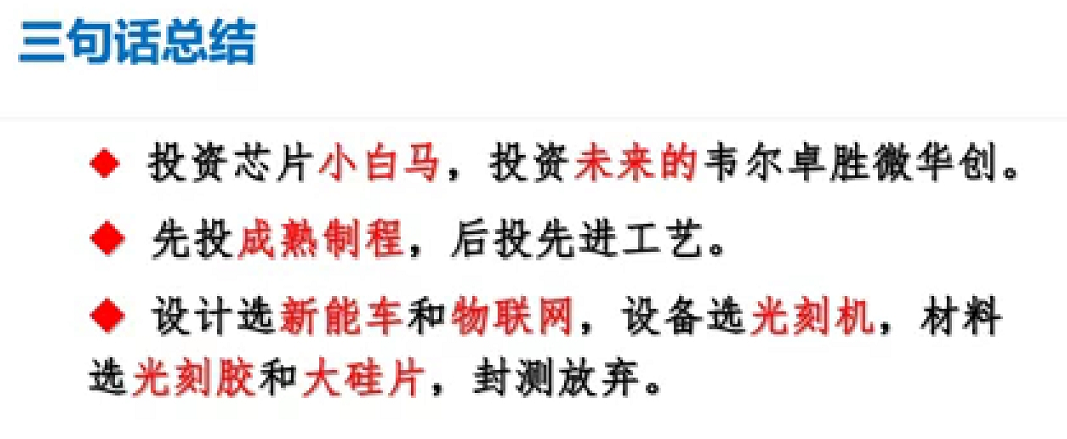 三句话总结
◆ 投资芯片小白马，投资未来的韦尔卓胜微华创。
◆ 先投成熟制程，后投先进工艺。
◆ 设计选新能车和物联网，设备选光刻机，材料
选光刻胶和大硅片，封测放弃。